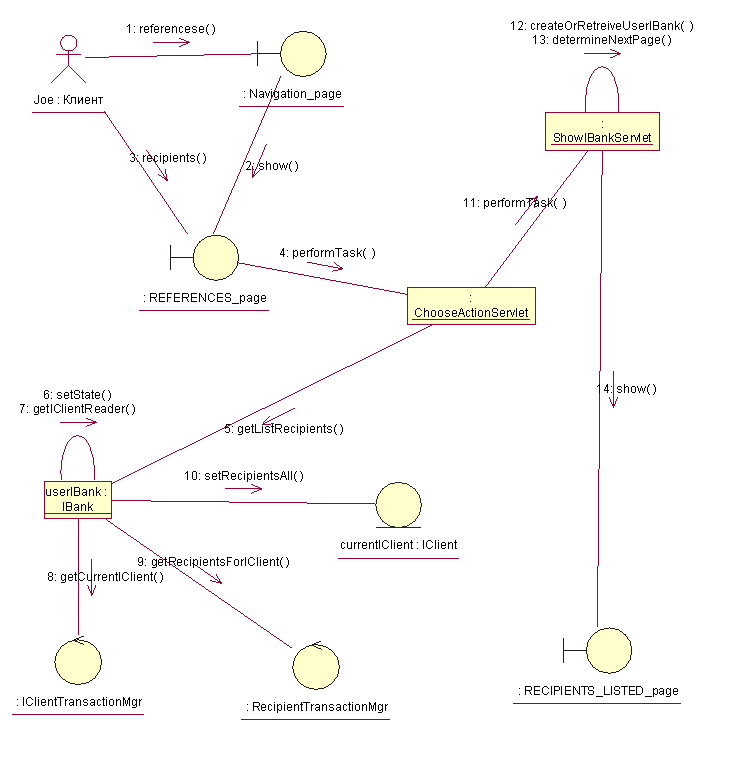 1: referencese( )
12: createOrRetreiveUserIBank( )
13: determineNextPage( )
Joe : Клиент
: Navigation_page
:
ShowIBankServlet
3: recipients( )
2: show( )
11: performTask( )
4: performTask( )
: REFERENCES_page
:
ChooseActionServlet
14: show( )
6: setState( )
7: getIClientReader( )
5: getListRecipients( )
10: setRecipientsAll( )
userIBank :
IBank
currentIClient : IClient
9: getRecipientsForIClient( )
8: getCurrentIClient( )
: IClientTransactionMgr
: RecipientTransactionMgr
: RECIPIENTS_LISTED_page